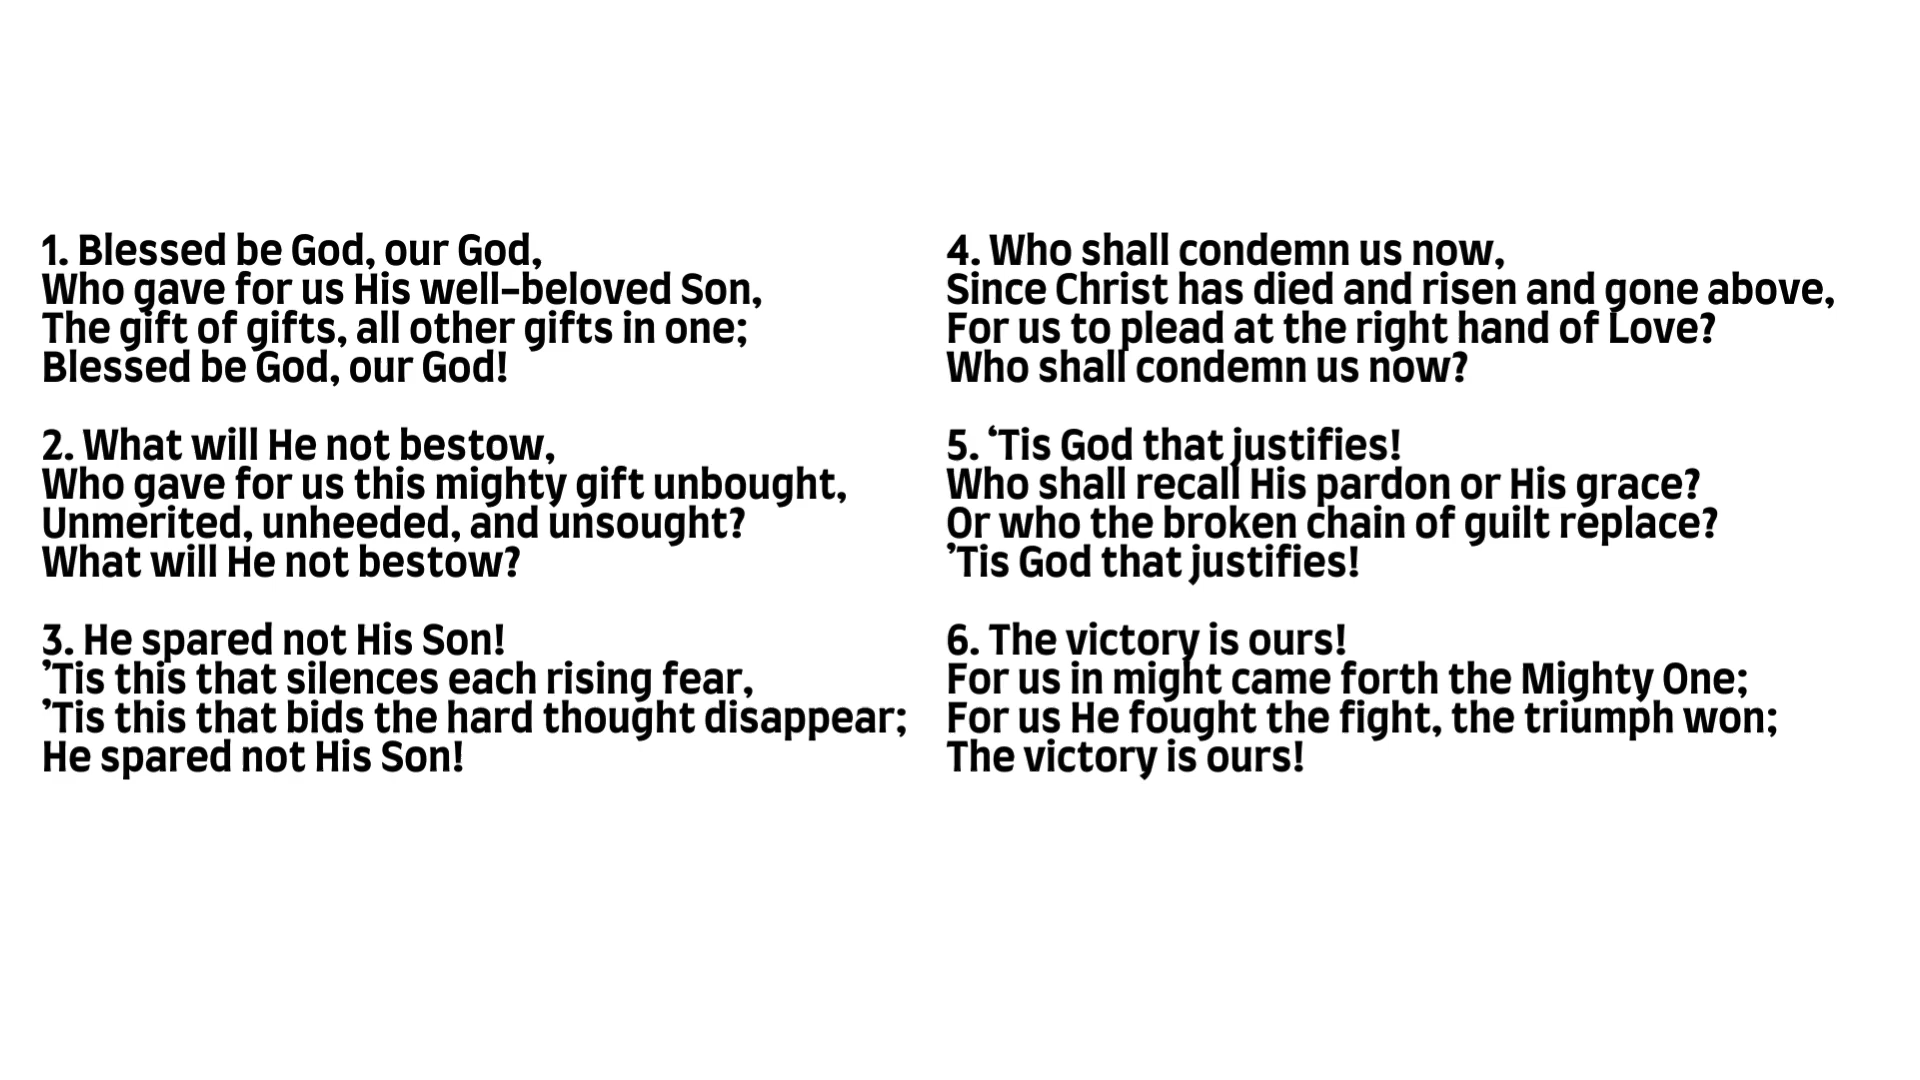 1. Blessed be God, our God,
Who gave for us His well-beloved Son,
The gift of gifts, all other gifts in one;
Blessed be God, our God!

2. What will He not bestow,
Who gave for us this mighty gift unbought,
Unmerited, unheeded, and unsought?
What will He not bestow?

3. He spared not His Son!
’Tis this that silences each rising fear,
’Tis this that bids the hard thought disappear;
He spared not His Son!

4. Who shall condemn us now,
Since Christ has died and risen and gone above,
For us to plead at the right hand of Love?
Who shall condemn us now?

5. ‘Tis God that justifies!
Who shall recall His pardon or His grace?
Or who the broken chain of guilt replace?
’Tis God that justifies!

6. The victory is ours!
For us in might came forth the Mighty One;
For us He fought the fight, the triumph won;
The victory is ours!